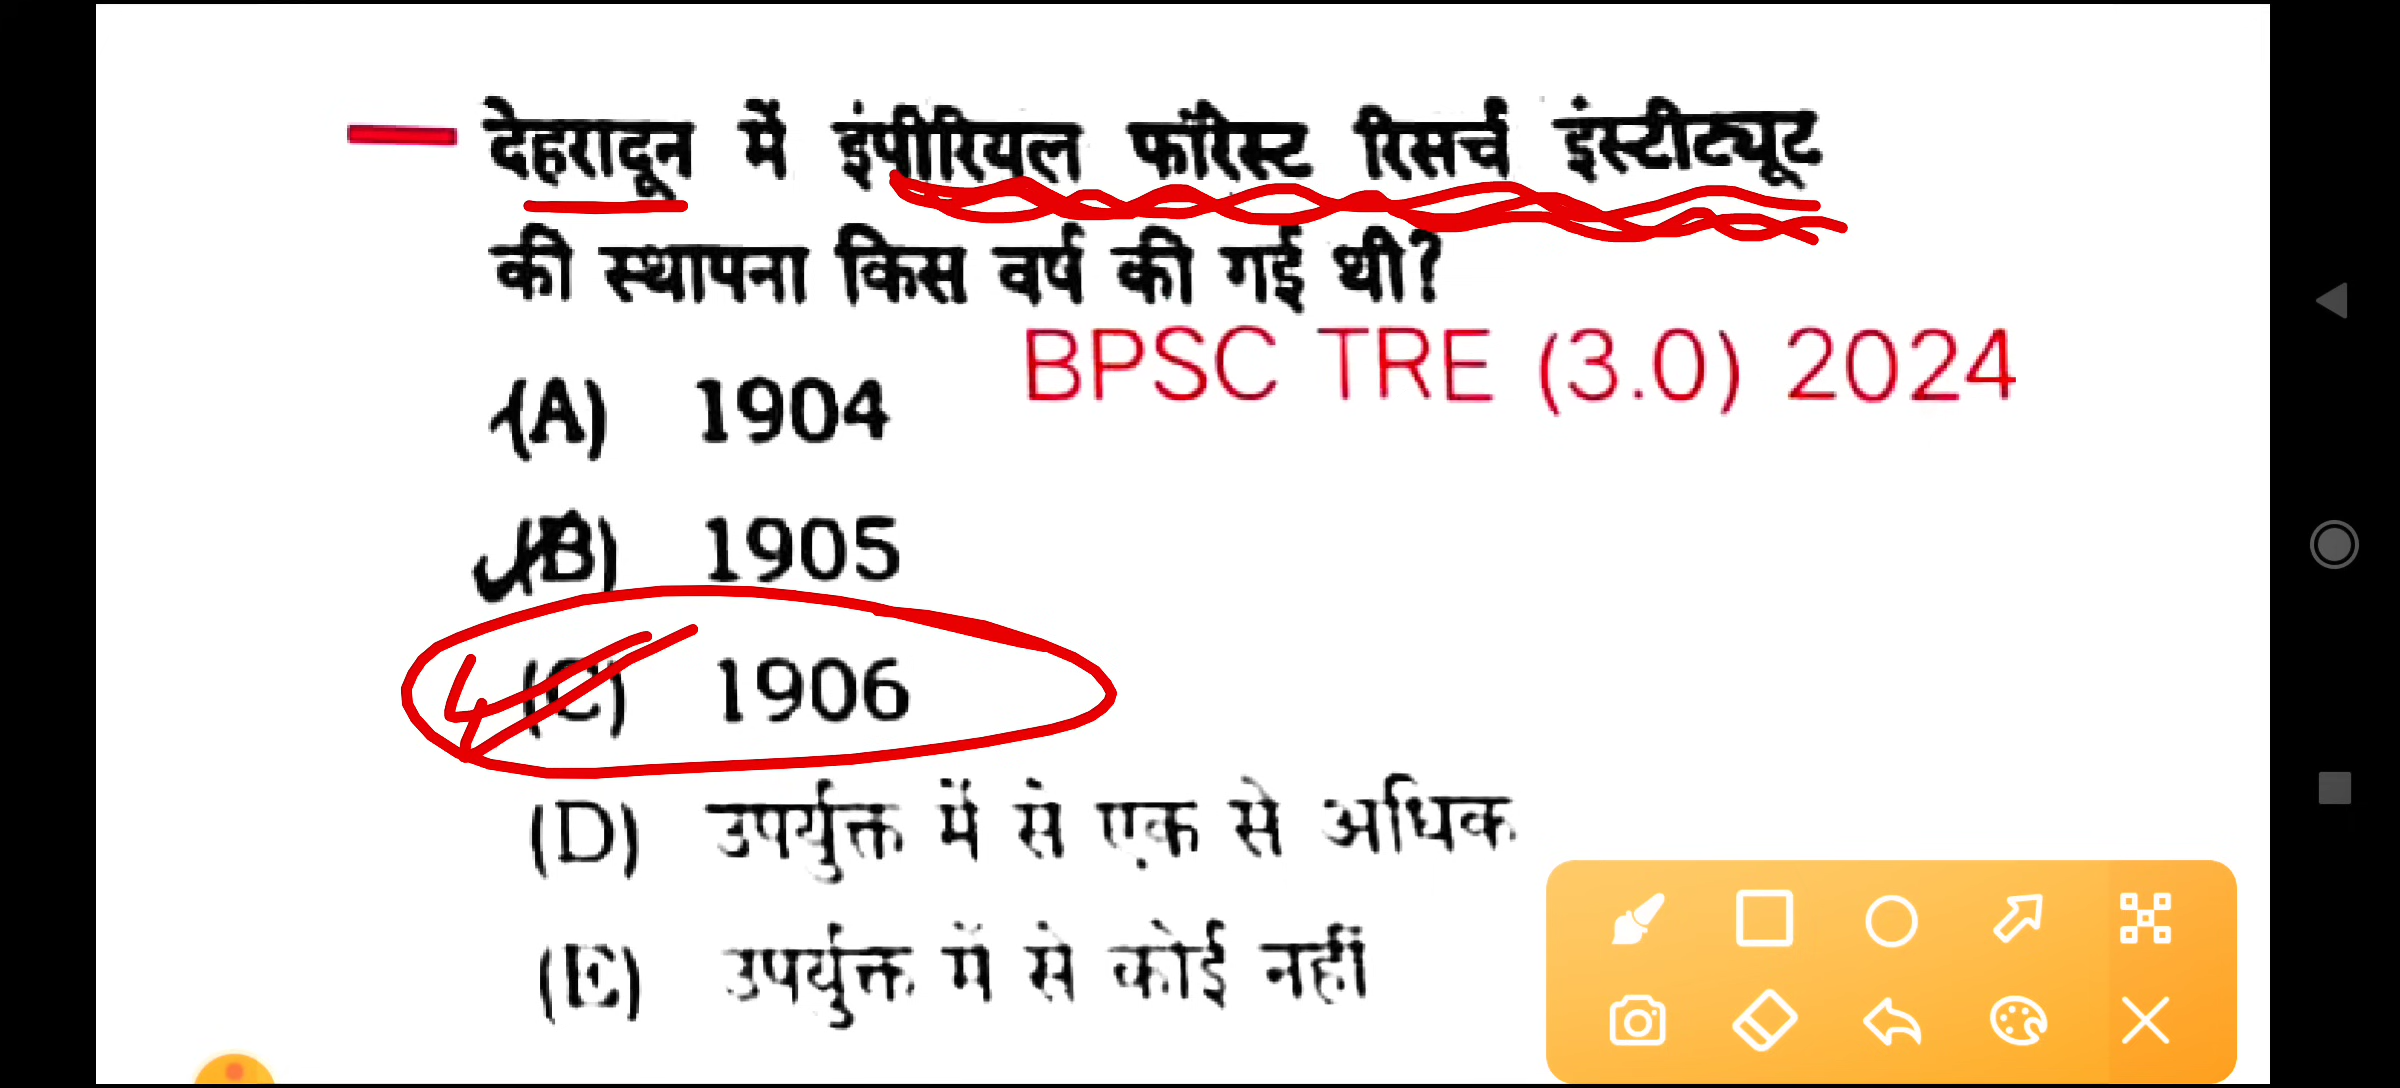 देहरादून में इंपीरियल फॉरेस्ट रिसर्च इंस्टीट्यूट
की स्थापना किस वर्ष की गई थी?
BPSC TRE (3.0) 2024
(A) 1904
(B) 1905
(C) 1906
(D) उपर्युक्त में से एक से अधिक
(E) उपर्युक्त में से कोई नहीं